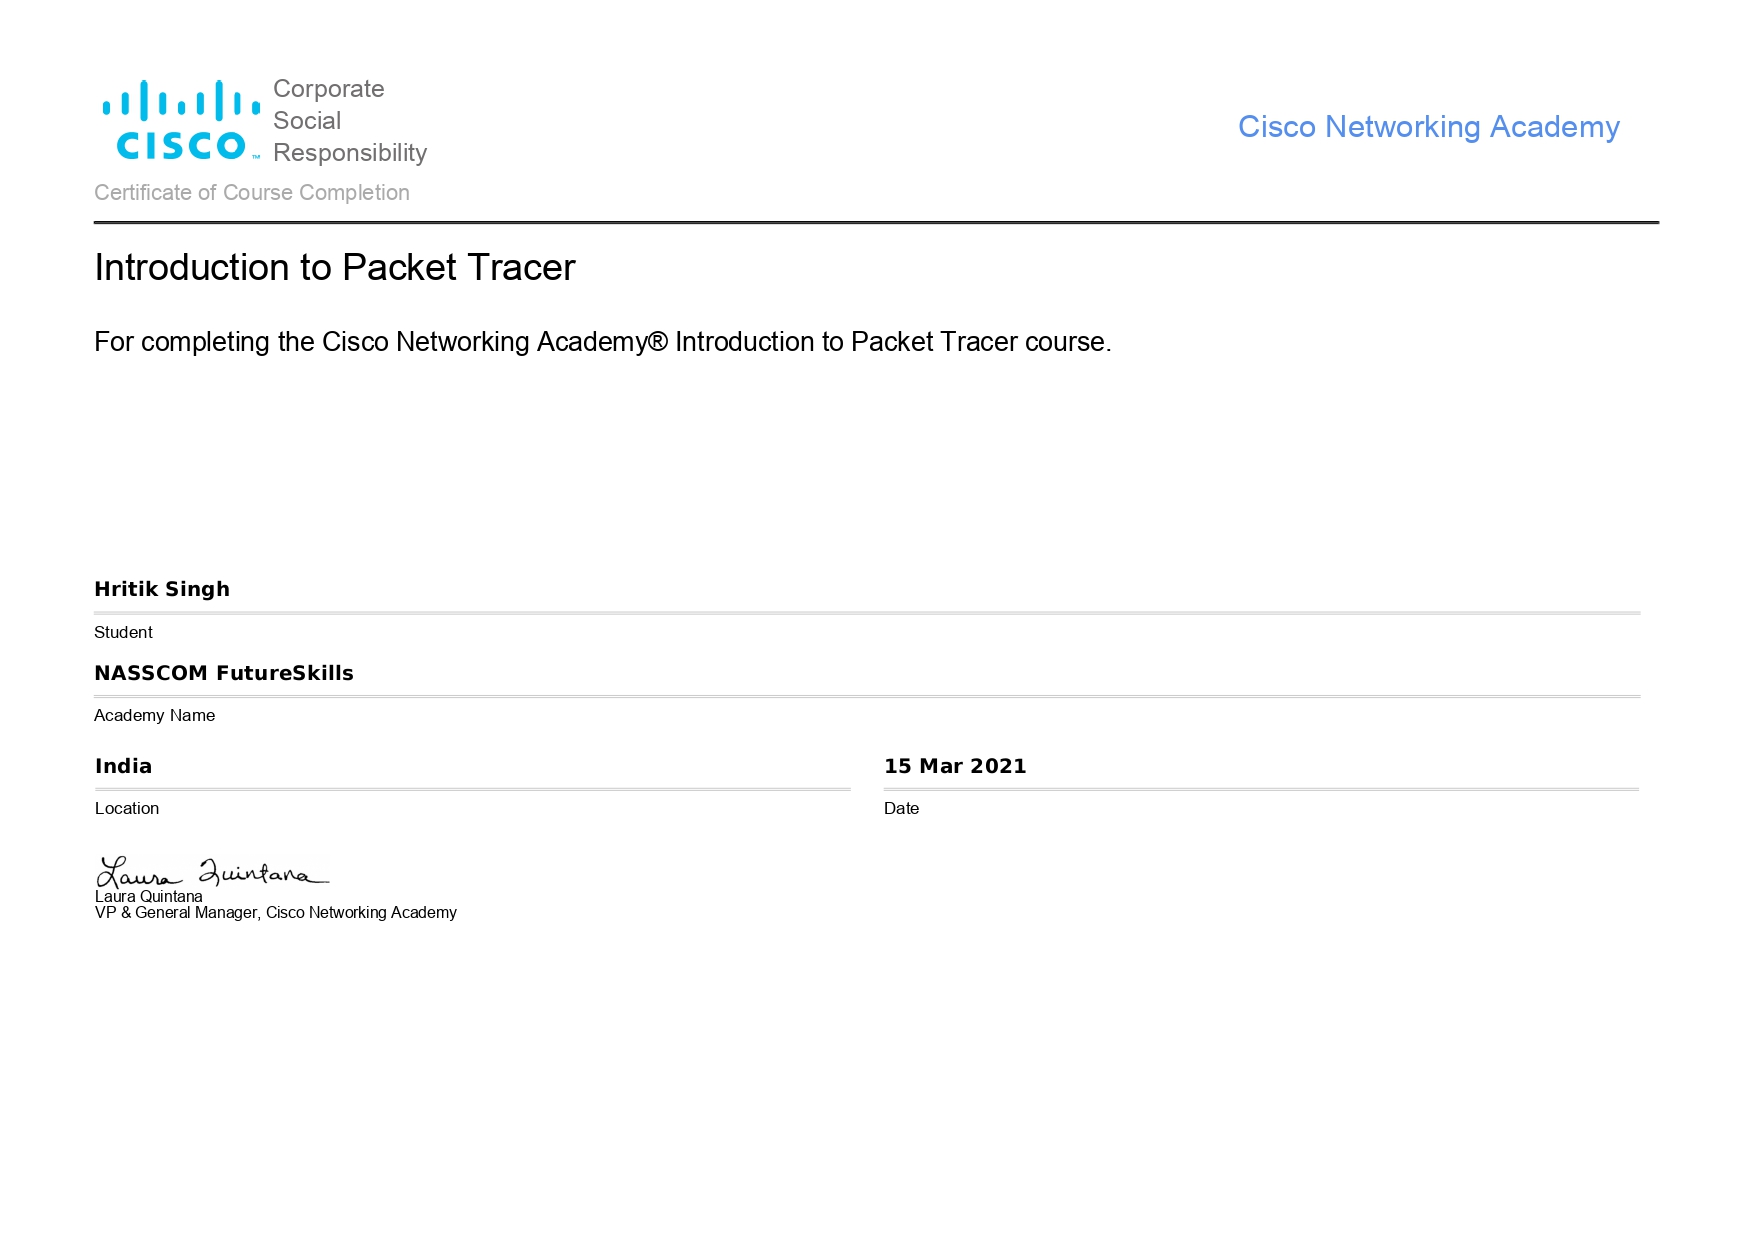 Corporate
Social
Responsibility
CISCO™
Cisco Networking Academy
Certificate of Course Completion
Introduction to Packet Tracer
For completing the Cisco Networking Academy® Introduction to Packet Tracer course.
Hritik Singh
Student
NASSCOM FutureSkills
Academy Name
India
Location
15 Mar 2021
Date
Laura Quintana
Laura Quintana
VP & General Manager, Cisco Networking Academy